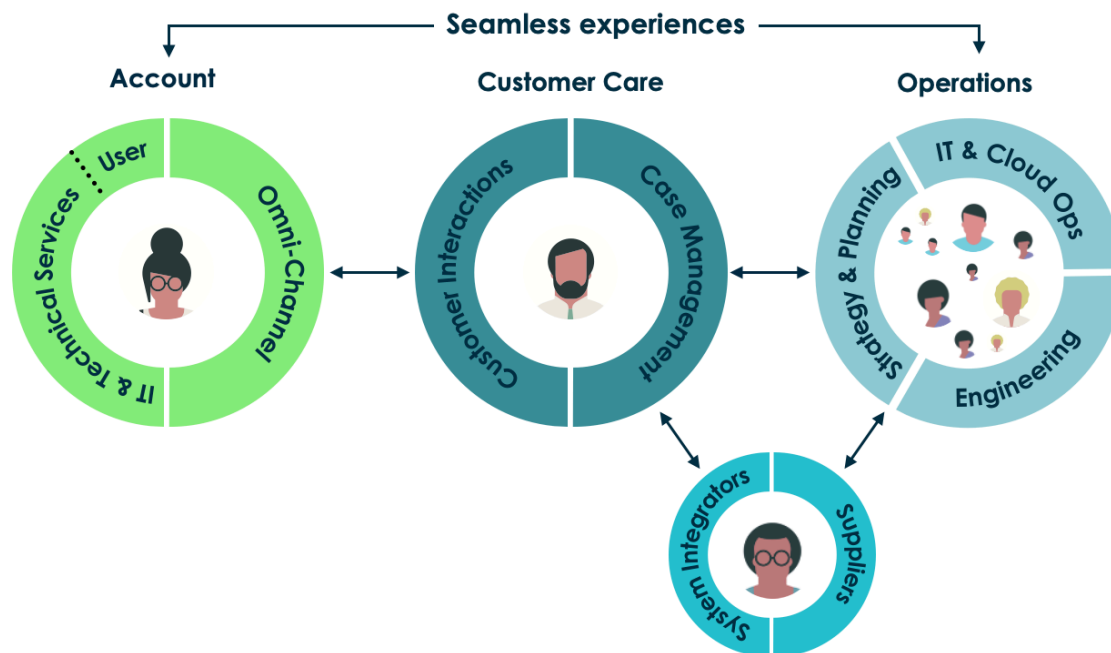 Seamless experiences
Account
Customer Care
Operations
User
IT & Technical Services
Omni-Channel
Customer Interactions
Case Management
Strategy & Planning
IT & Cloud Ops
Engineering
System Integrators
Suppliers